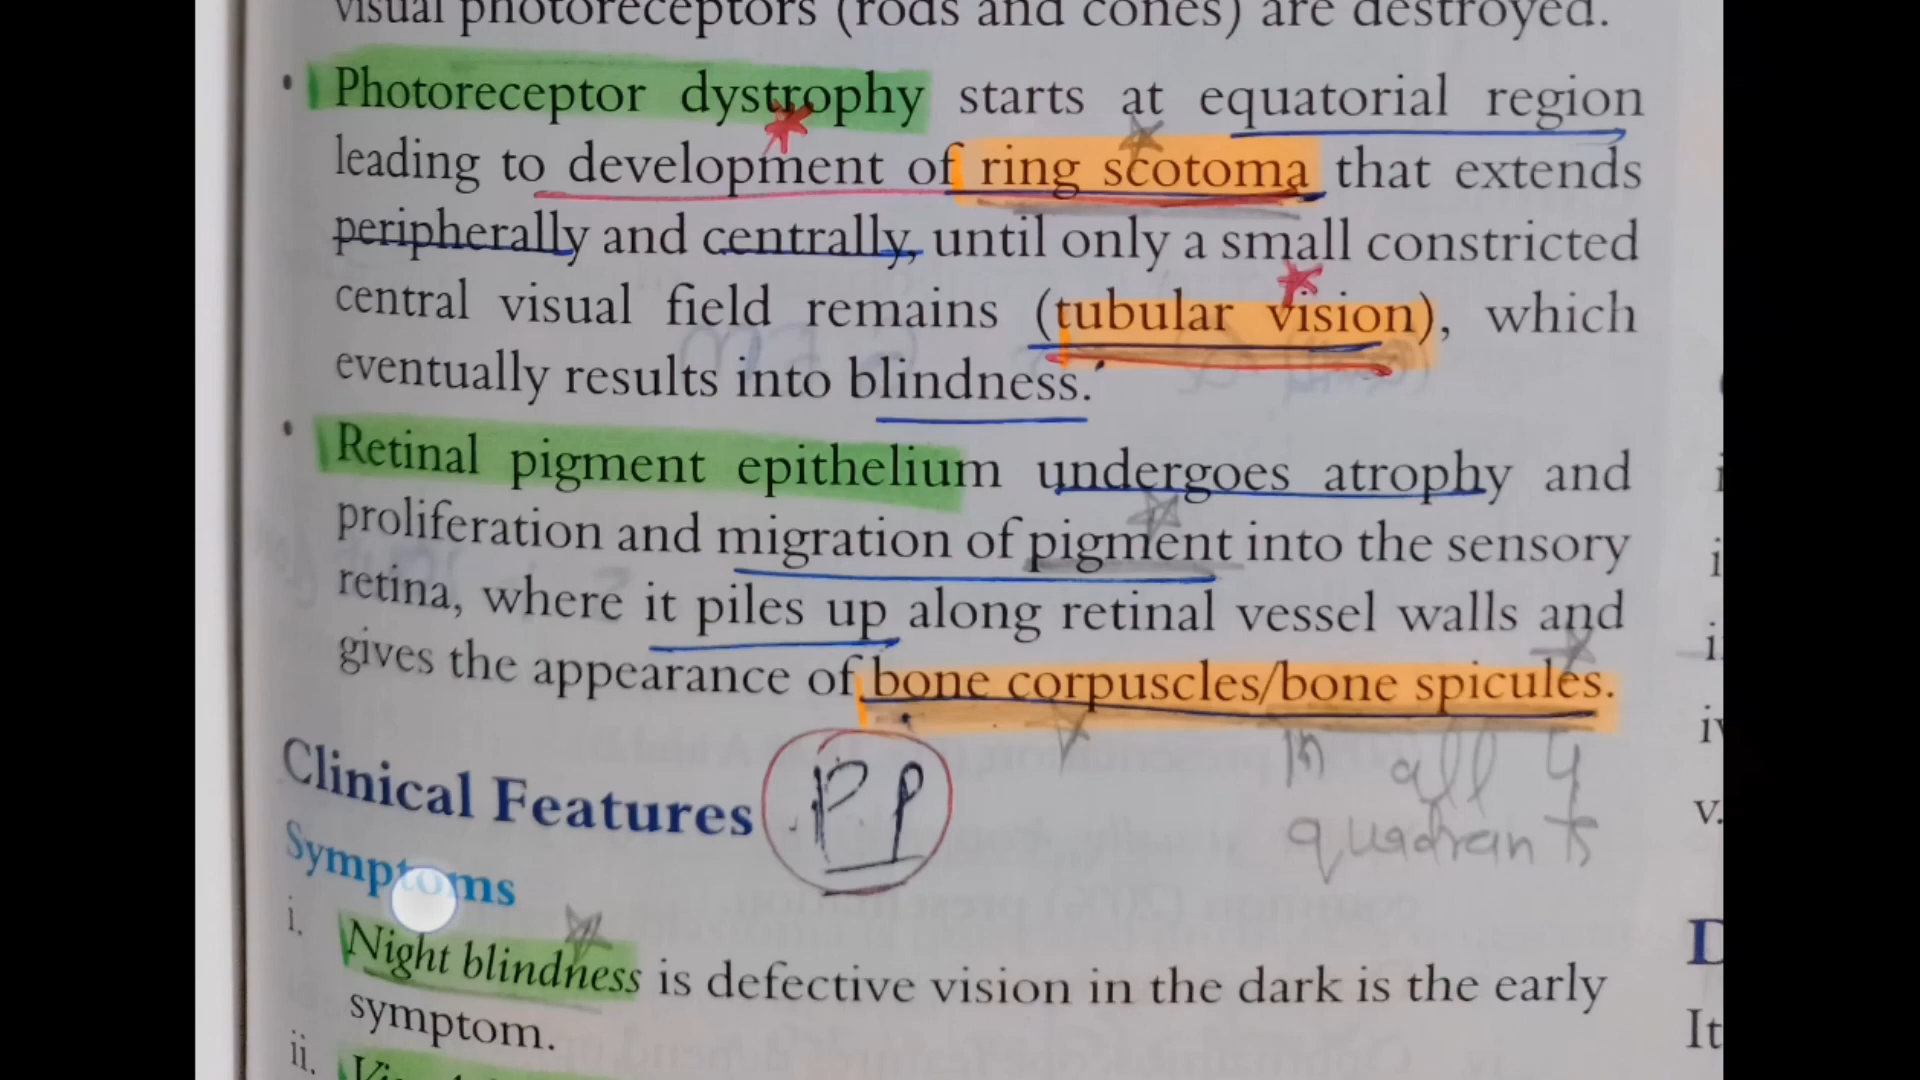 visual photoreceptors (rods and cones) are destroyed.
• Photoreceptor dystrophy starts at equatorial region
leading to development of ring scotoma that extends
peripherally and centrally, until only a small constricted
central visual field remains (tubular vision), which
eventually results into blindness.
• Retinal pigment epithelium undergoes atrophy and
proliferation and migration of pigment into the sensory
retina, where it piles up along retinal vessel walls and
gives the appearance of bone corpuscles/bone spicules.
in all 4
quadrants
Clinical Features PP
Symptoms
i. Night blindness is defective vision in the dark is the early
symptom.
ii.
i
i
i.
iv
v.
D
It